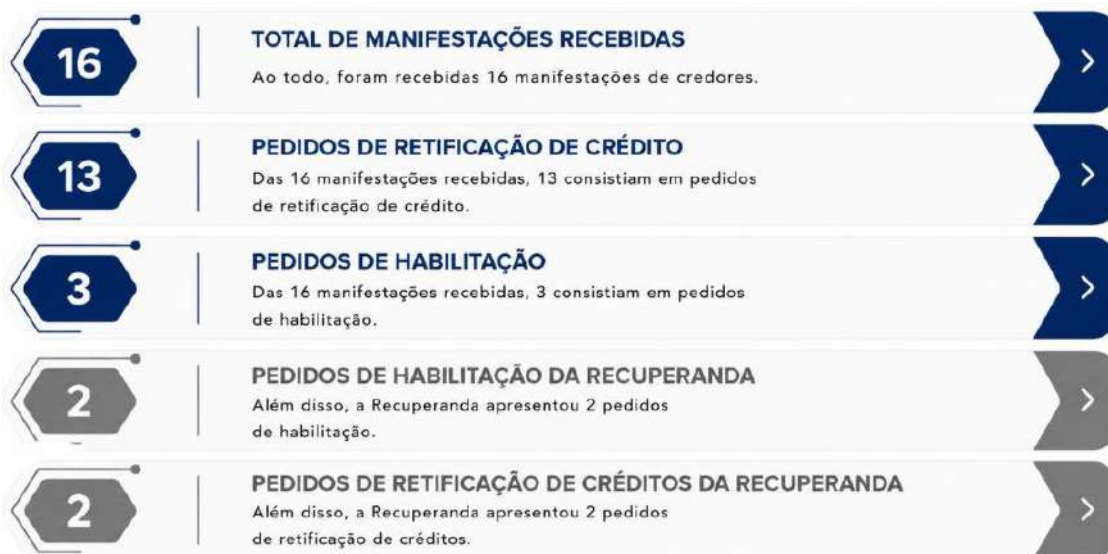 16
TOTAL DE MANIFESTAÇÕES RECEBIDAS
Ao todo, foram recebidas 16 manifestações de credores.
13
PEDIDOS DE RETIFICAÇÃO DE CRÉDITO
Das 16 manifestações recebidas, 13 consistiam em pedidos
de retificação de crédito.
3
PEDIDOS DE HABILITAÇÃO
Das 16 manifestações recebidas, 3 consistiam em pedidos
de habilitação.
2
PEDIDOS DE HABILITAÇÃO DA RECUPERANDA
Além disso, a Recuperanda apresentou 2 pedidos
de habilitação.
2
PEDIDOS DE RETIFICAÇÃO DE CRÉDITOS DA RECUPERANDA
Além disso, a Recuperanda apresentou 2 pedidos
de retificação de créditos.